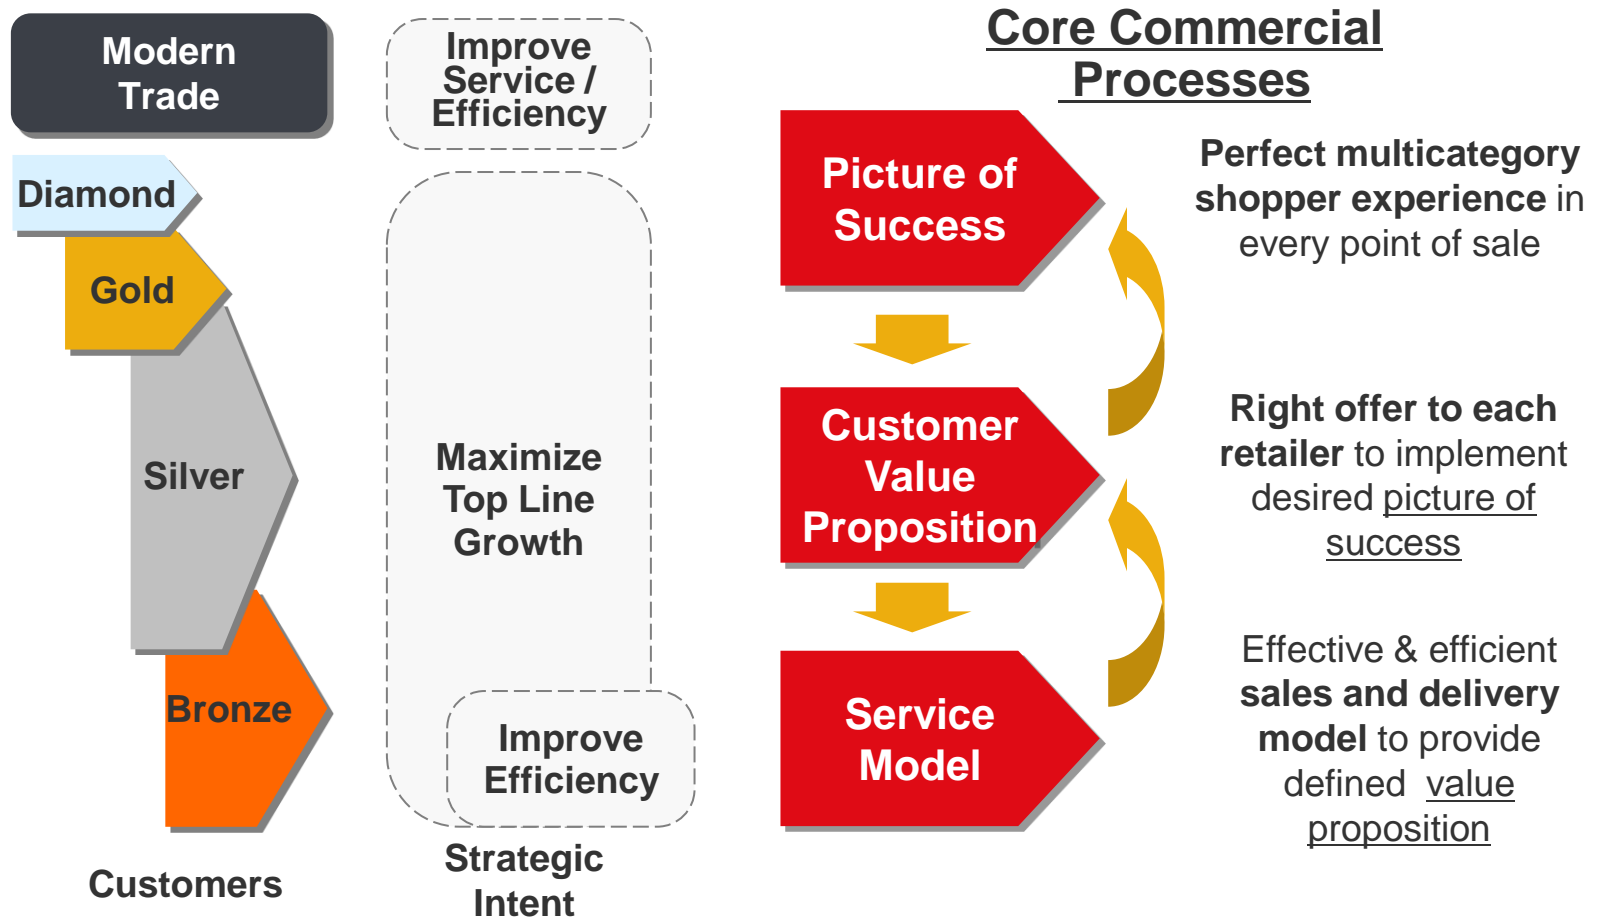 Modern
Trade
Diamond
Gold
Silver
Bronze
Customers
Improve
Service /
Efficiency
Maximize
Top Line
Growth
Improve
Efficiency
Strategic
Intent
Core Commercial
Processes
Picture of
Success
Perfect multicategory
shopper experience in
every point of sale
Customer
Value
Proposition
Right offer to each
retailer to implement
desired picture of
success
Service
Model
Effective & efficient
sales and delivery
model to provide
defined value
proposition